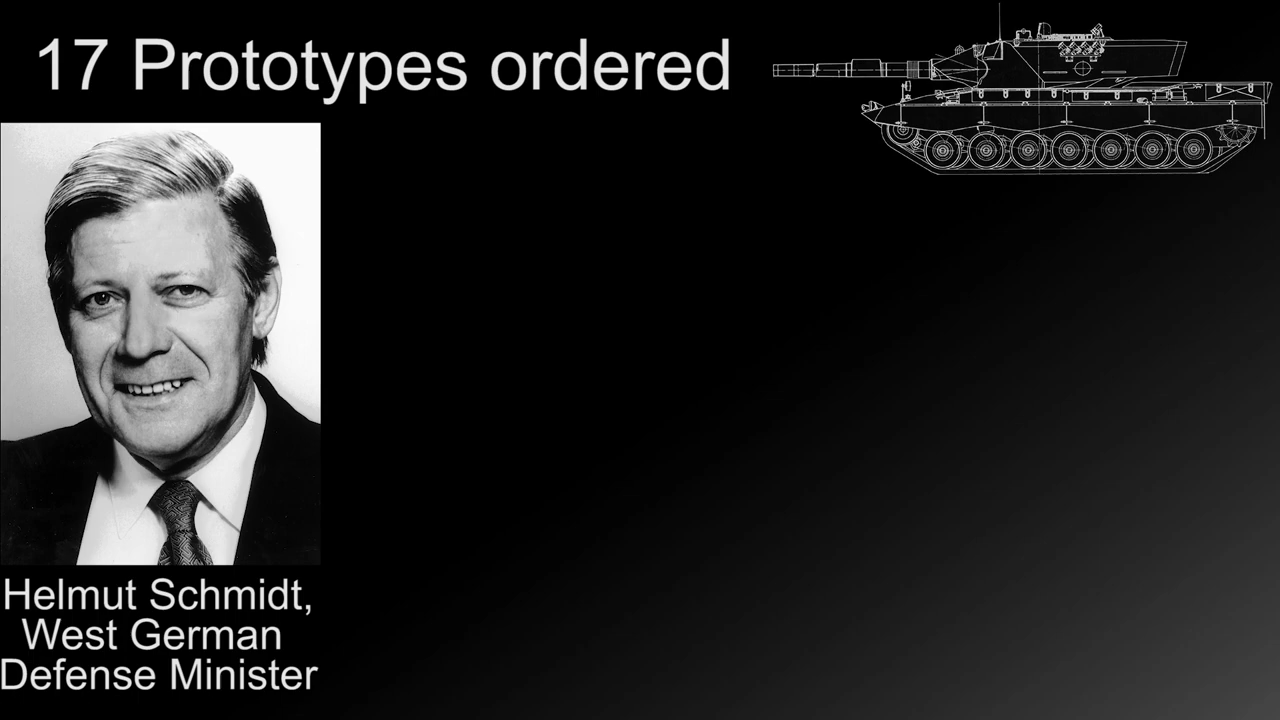 17 Prototypes ordered
Helmut Schmidt,
West German
Defense Minister